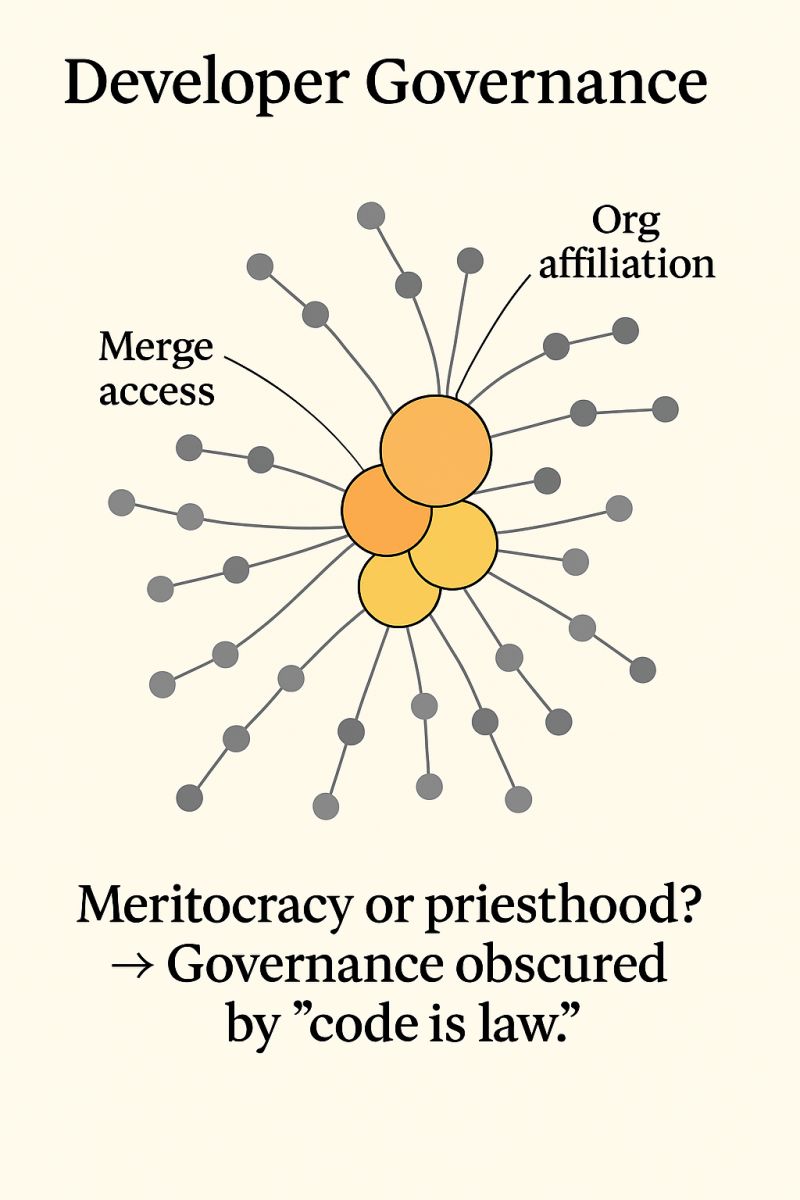 Developer Governance
Org
affiliation
Merge
access
Meritocracy or priesthood?
→ Governance obscured
by ”code is law.”